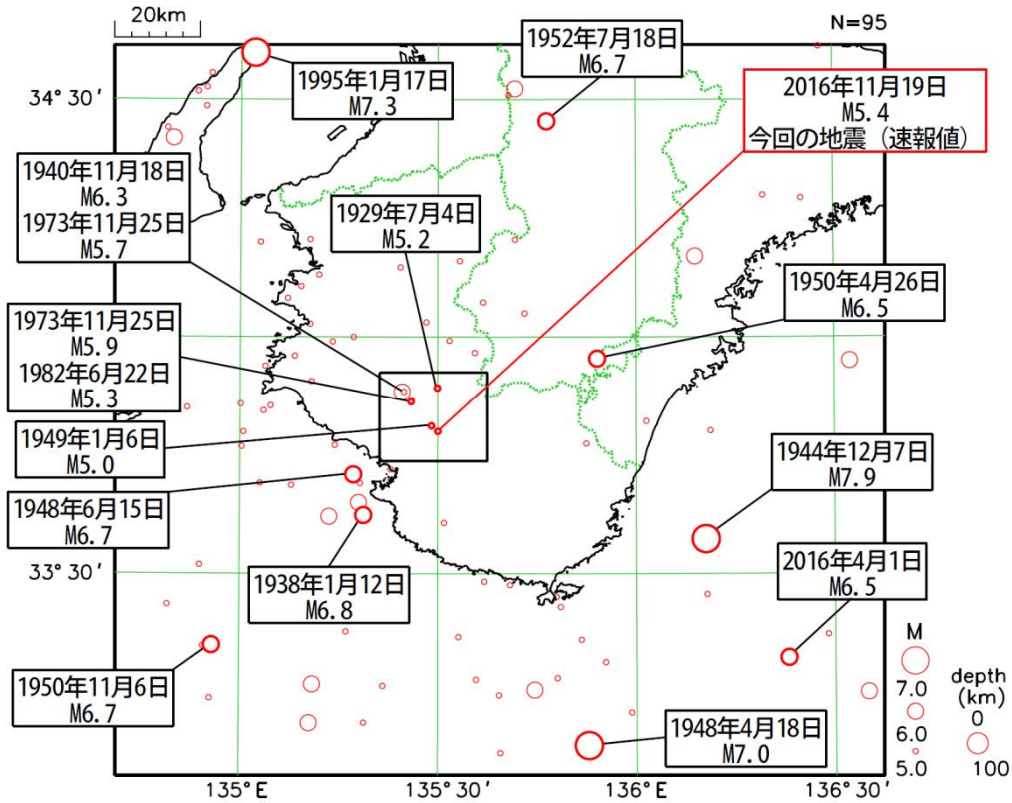 20km
N=95
1952年7月18日
M6.7
1995年1月17日
M7.3
2016年11月19日
M5.4
今回の地震（速報値）
34°30′
1940年11月18日
M6.3
1973年11月25日
M5.7
1929年7月4日
M5.2
1950年4月26日
M6.5
1973年11月25日
M5.9
1982年6月22日
M5.3
1949年1月6日
M5.0
1944年12月7日
M7.9
1948年6月15日
M6.7
33°30′
2016年4月1日
M6.5
1938年1月12日
M6.8
1950年11月6日
M6.7
1948年4月18日
M7.0
M
7.0
6.0
5.0
depth
(km)
0
100
135°E
135°30′
136°E
136°30′